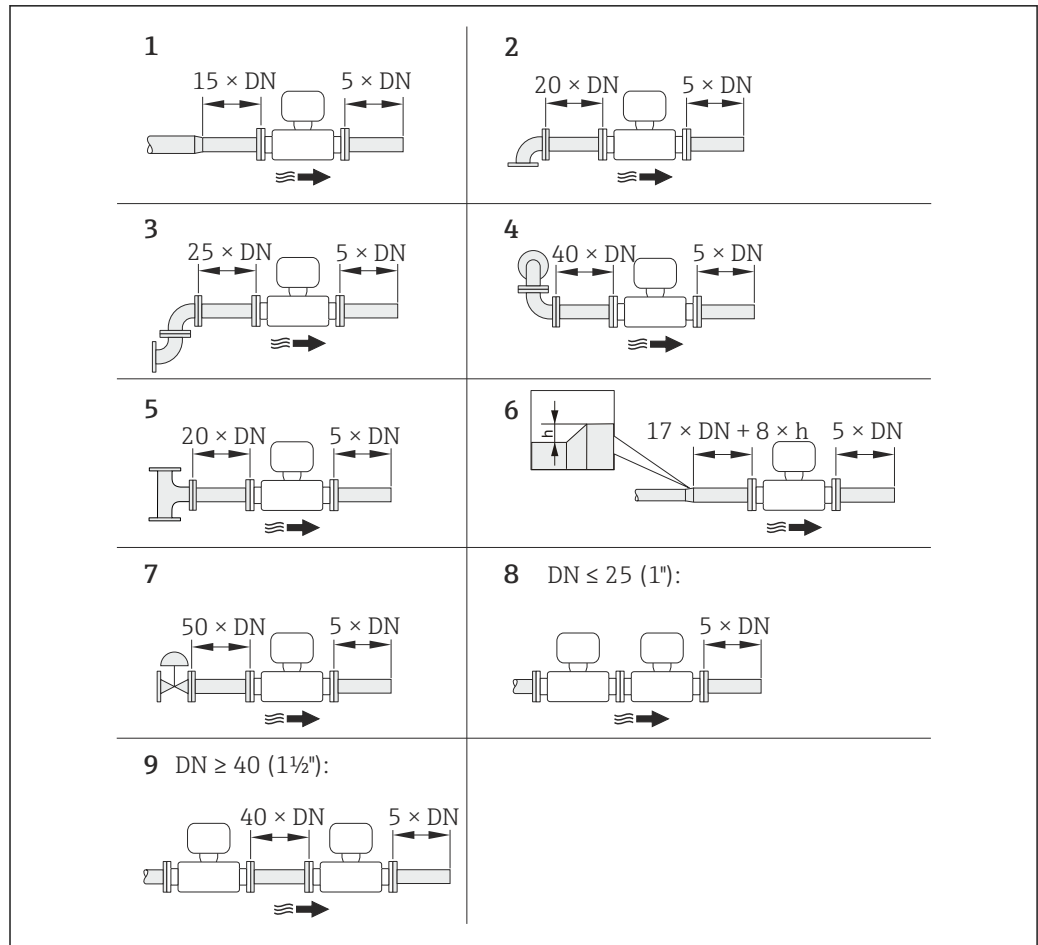 1
15 × DN 5 × DN
2
20 × DN 5 × DN
3
25 × DN 5 × DN
4
40 × DN 5 × DN
5
20 × DN 5 × DN
6
h
17 × DN + 8 × h 5 × DN
7
50 × DN 5 × DN
8 DN ≤ 25 (1"):
5 × DN
9 DN ≥ 40 (1½"):
40 × DN 5 × DN